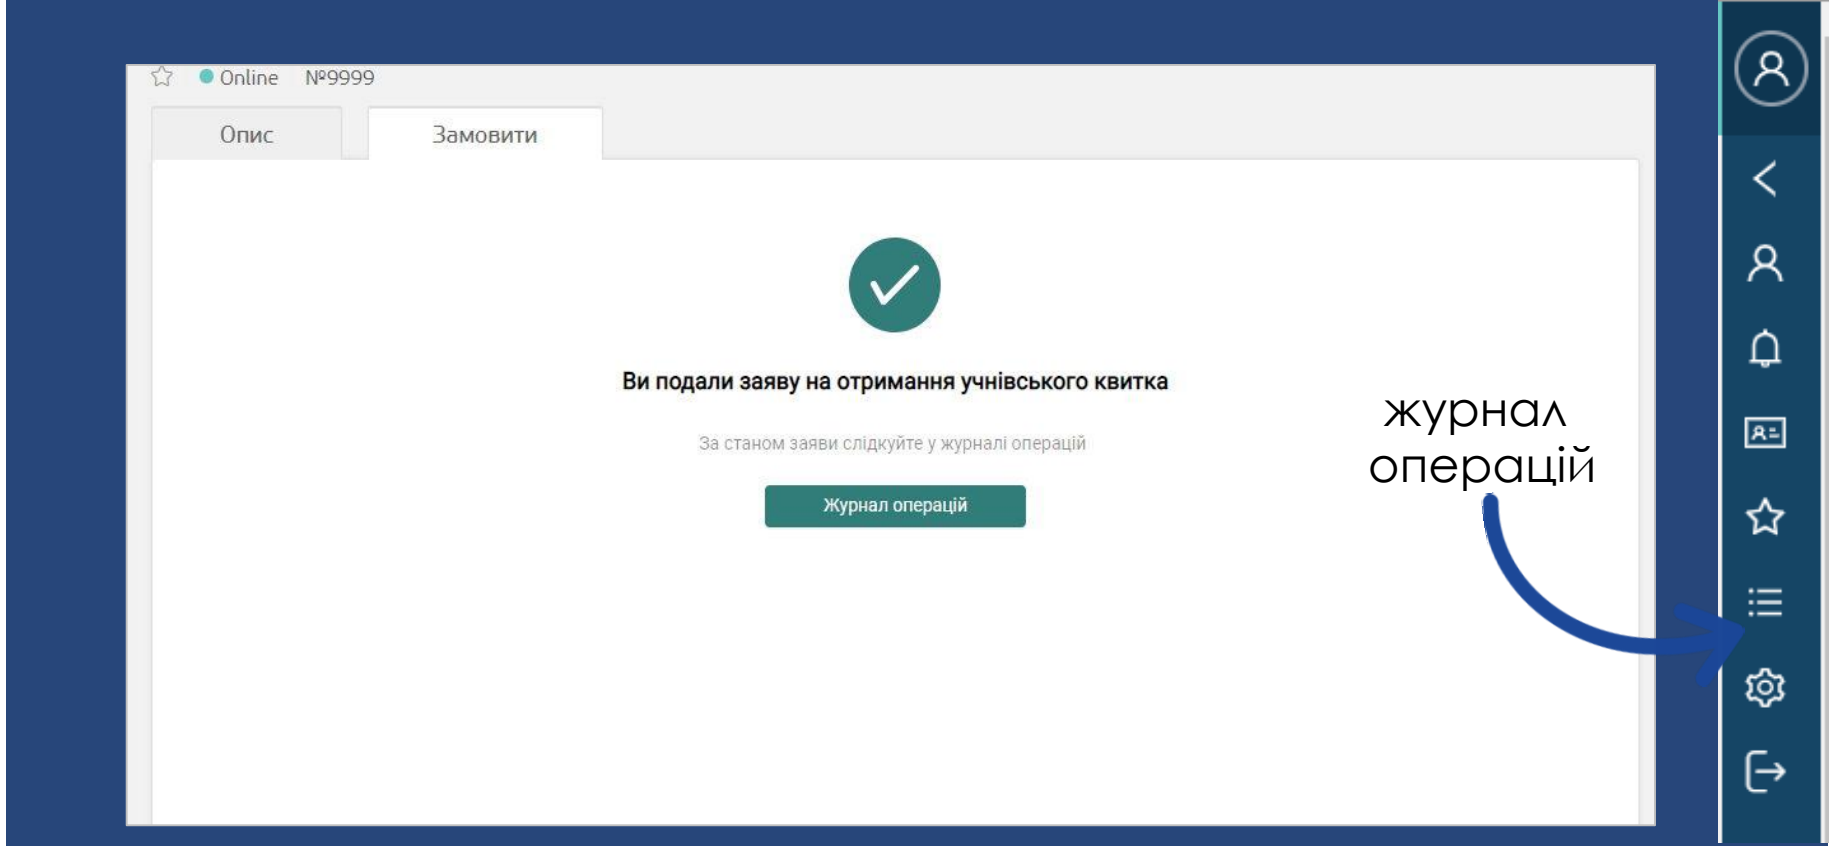 Online №9999
Опис
Замовити
Ви подали заяву на отримання учнівського квитка
За станом заяви слідкуйте у журналі операцій
Журнал операцій
журнал
операцій